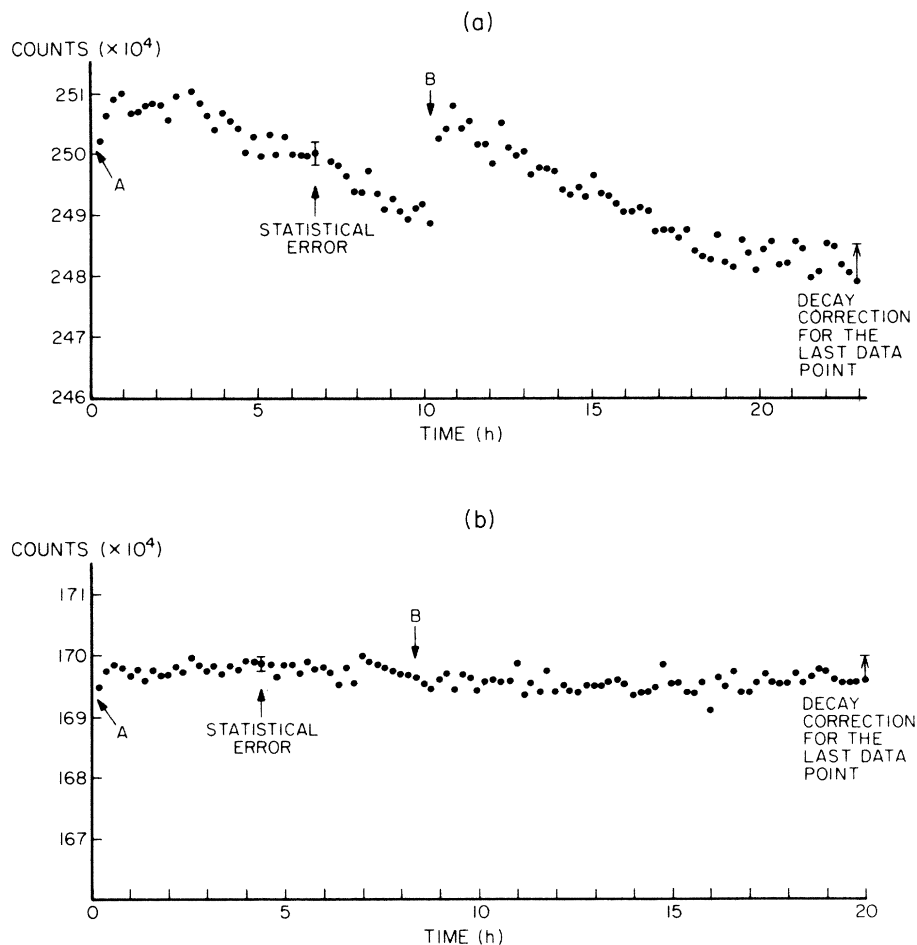 (a)
COUNTS (×10⁴)
251
250
249
248
247
246
A
B
STATISTICAL
ERROR
DECAY
CORRECTION
FOR THE
LAST DATA
POINT
0 5 10 15 20
TIME (h)
(b)
COUNTS (×10⁴)
171
170
169
168
167
A
B
STATISTICAL
ERROR
DECAY
CORRECTION
FOR THE
LAST DATA
POINT
0 5 10 15 20
TIME (h)